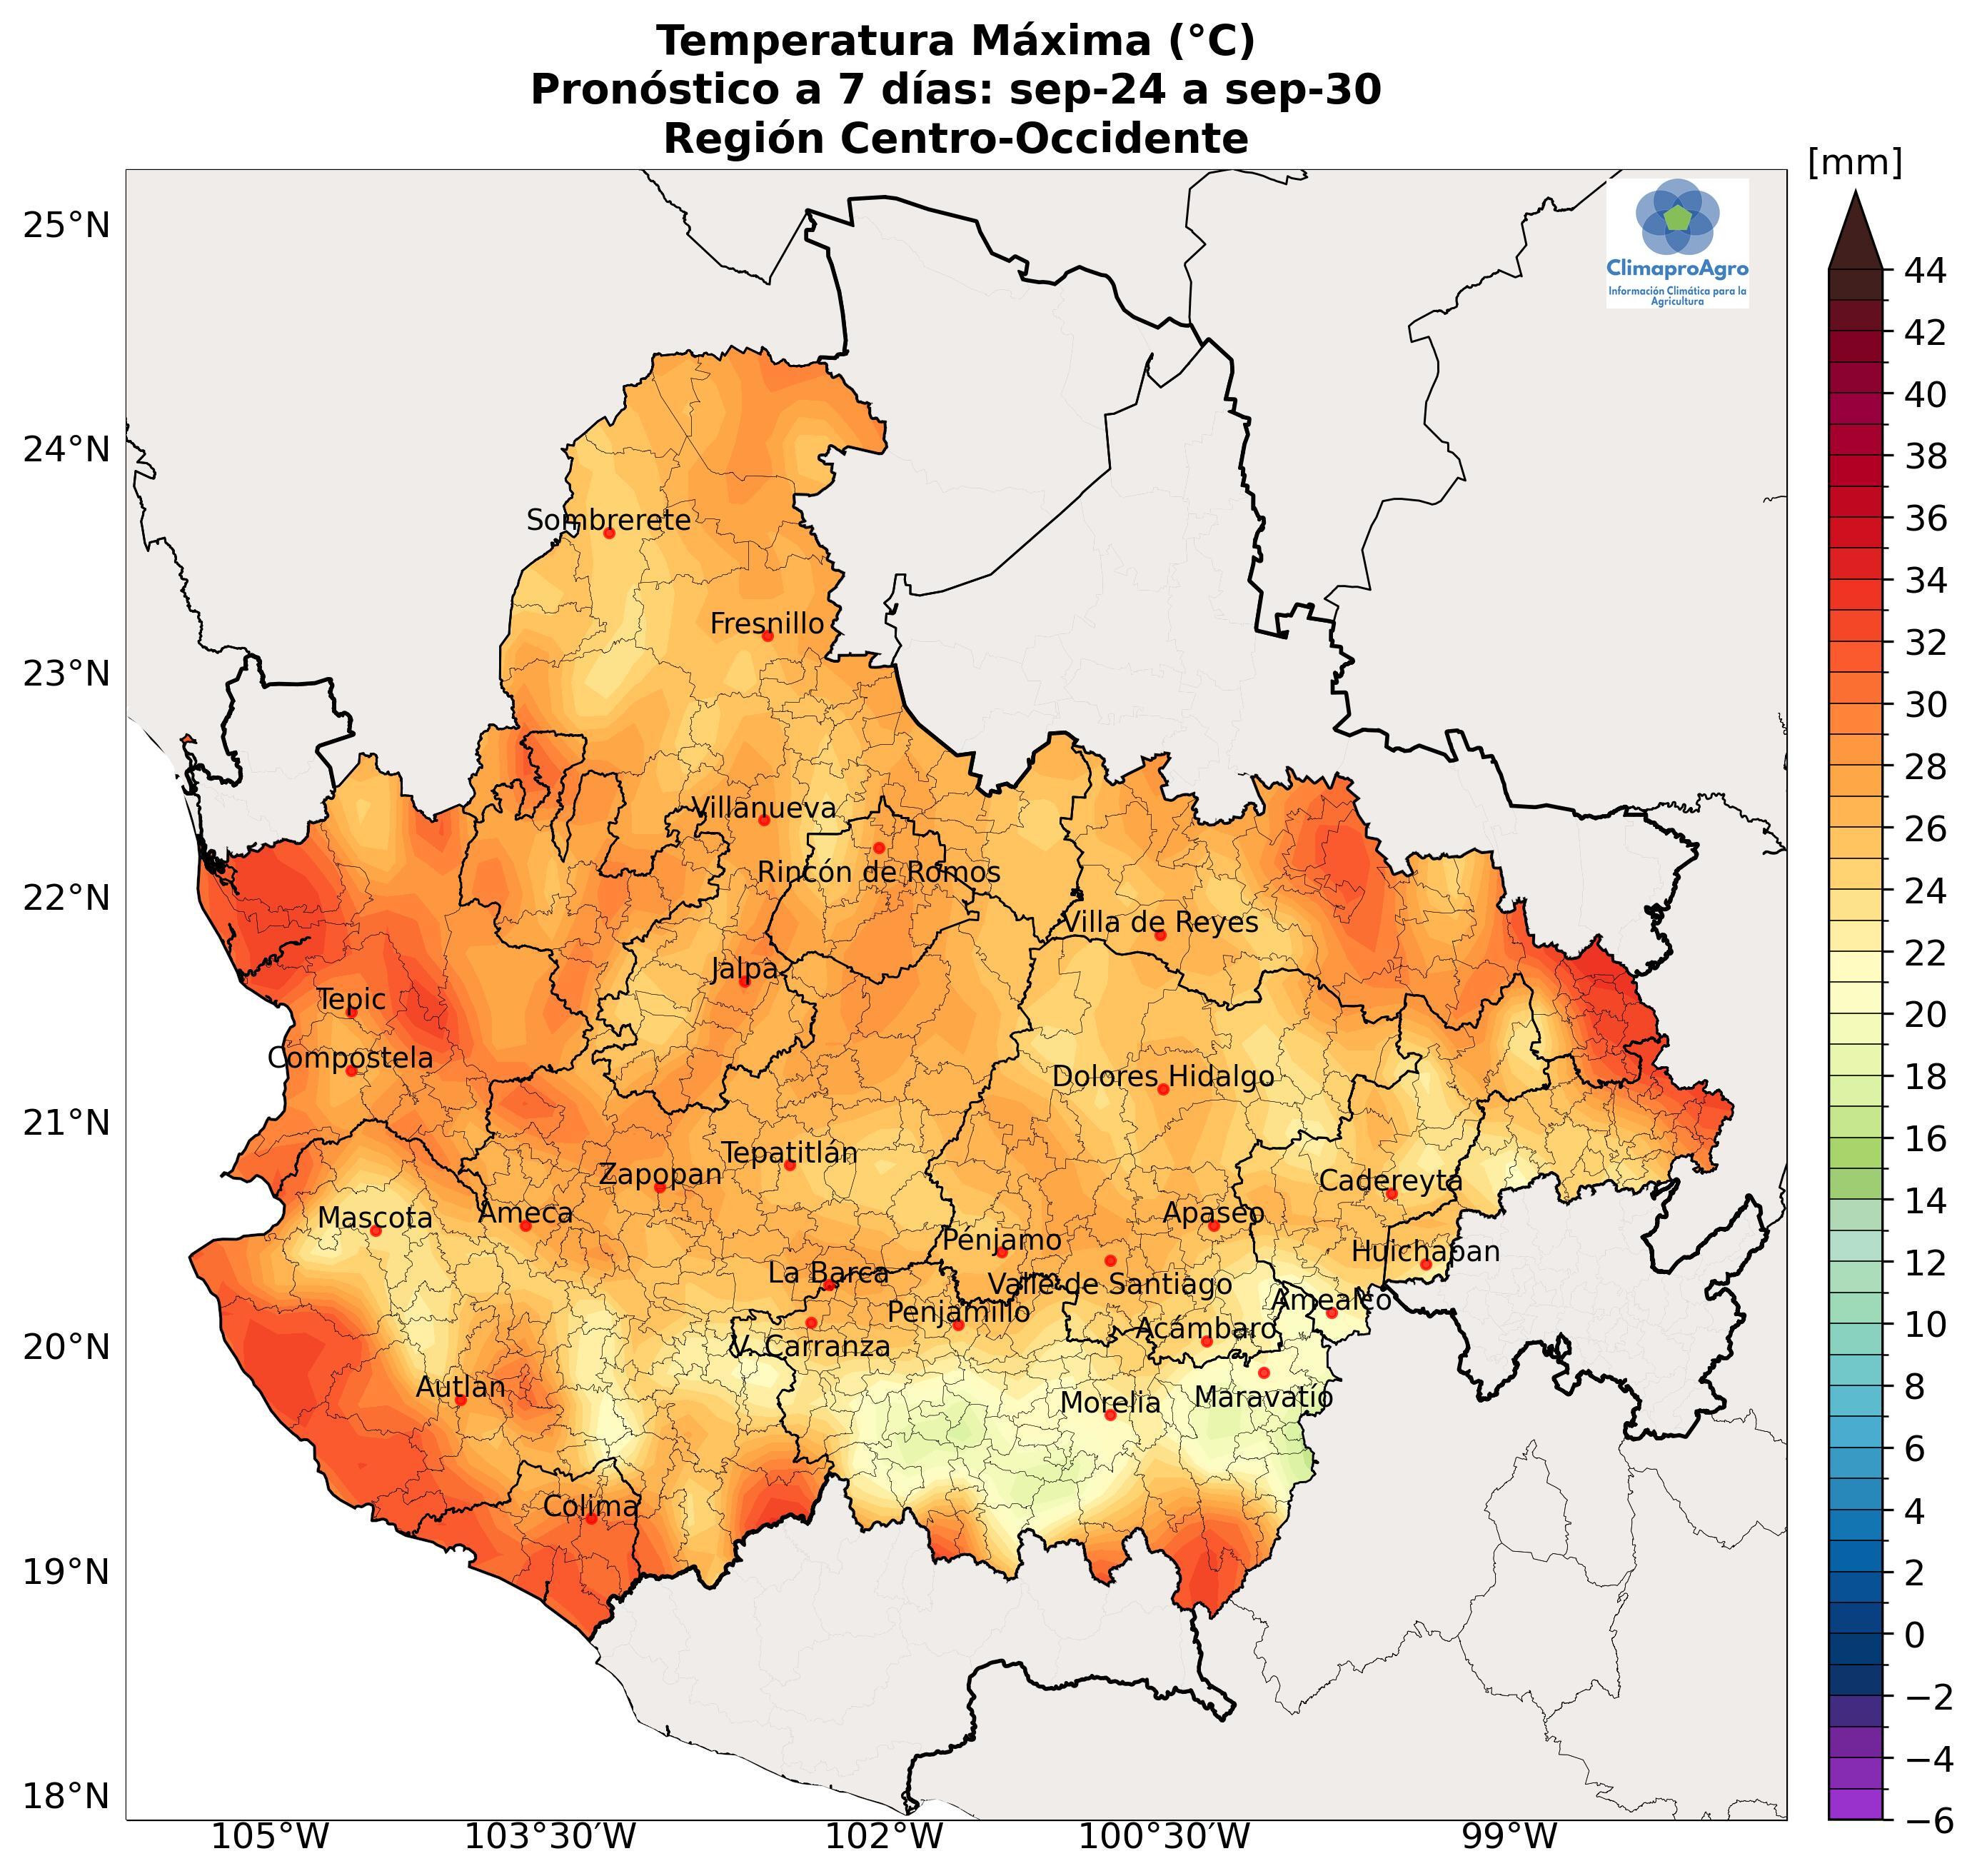 Temperatura Máxima (°C)
Pronóstico a 7 días: sep-24 a sep-30
Región Centro-Occidente
[mm]
ClimaproAgro
Información Climática para la
Agricultura
25°N
24°N
23°N
22°N
21°N
20°N
19°N
18°N
Sombrerete
Fresnillo
Villanueva
Rincón de Romos
Villa de Reyes
Jalpa
Tepic
Compostela
Dolores Hidalgo
Tepatitlán
Zapopan
Cadereyta
Mascota
Ameca
Apaseo
Pénjamo
Huichapan
La Barca
Valle de Santiago
Amealco
Penjamillo
Acámbaro
V. Carranza
Autlan
Maravatío
Morelia
Colima
105°W
103°30′W
102°W
100°30′W
99°W
44
42
40
38
36
34
32
30
28
26
24
22
20
18
16
14
12
10
8
6
4
2
0
−2
−4
−6